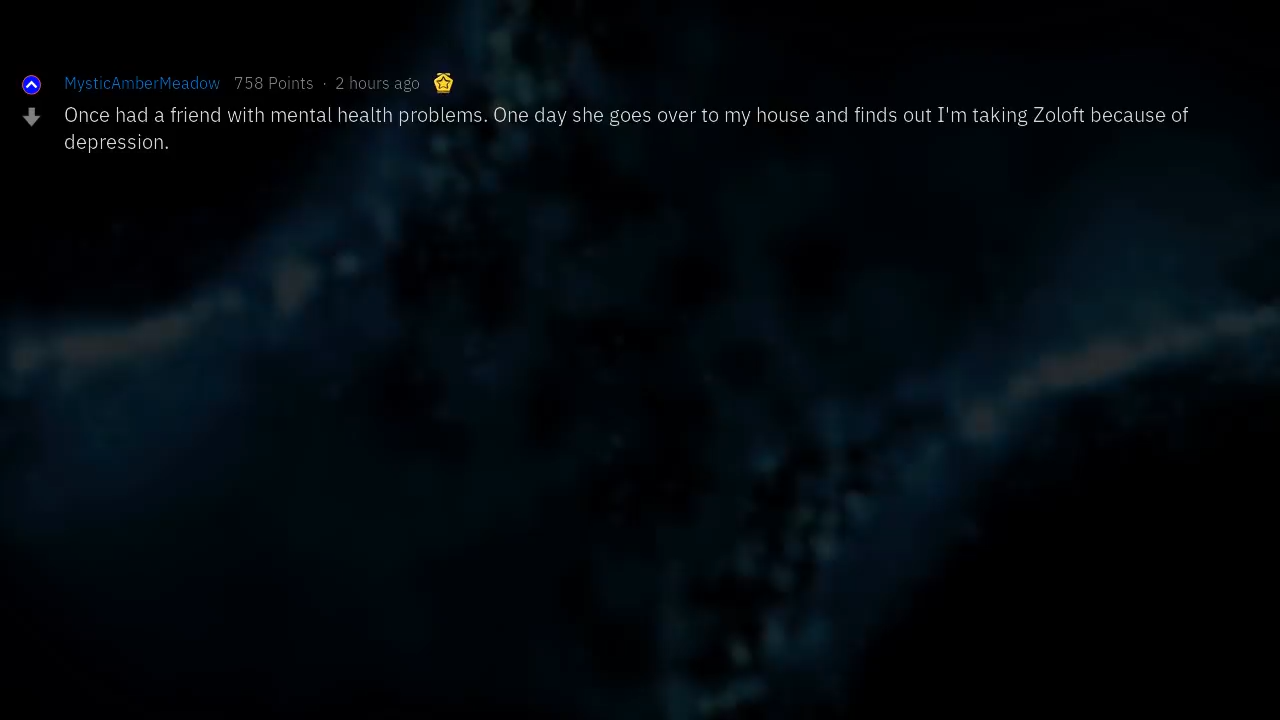 MysticAmberMeadow 758 Points · 2 hours ago
Once had a friend with mental health problems. One day she goes over to my house and finds out I'm taking Zoloft because of
depression.